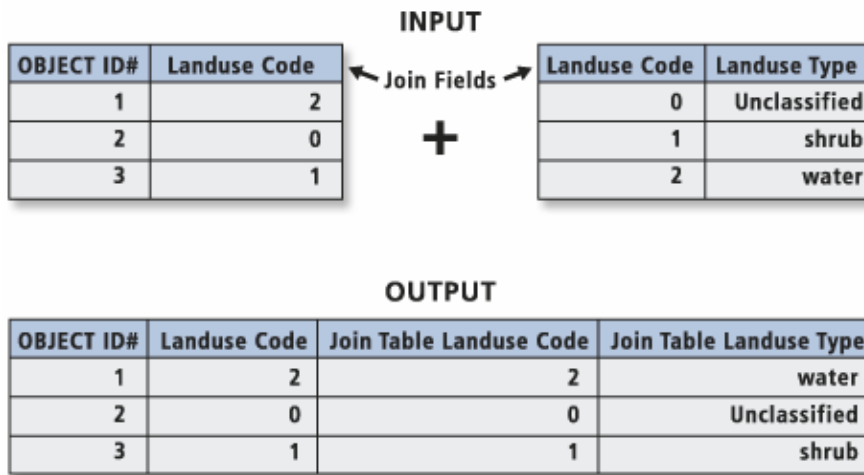 INPUT
OBJECT ID# Landuse Code
1 2
2 0
3 1
Join Fields
+
Landuse Code Landuse Type
0 Unclassified
1 shrub
2 water
OUTPUT
OBJECT ID# Landuse Code Join Table Landuse Code Join Table Landuse Type
1 2 2 water
2 0 0 Unclassified
3 1 1 shrub